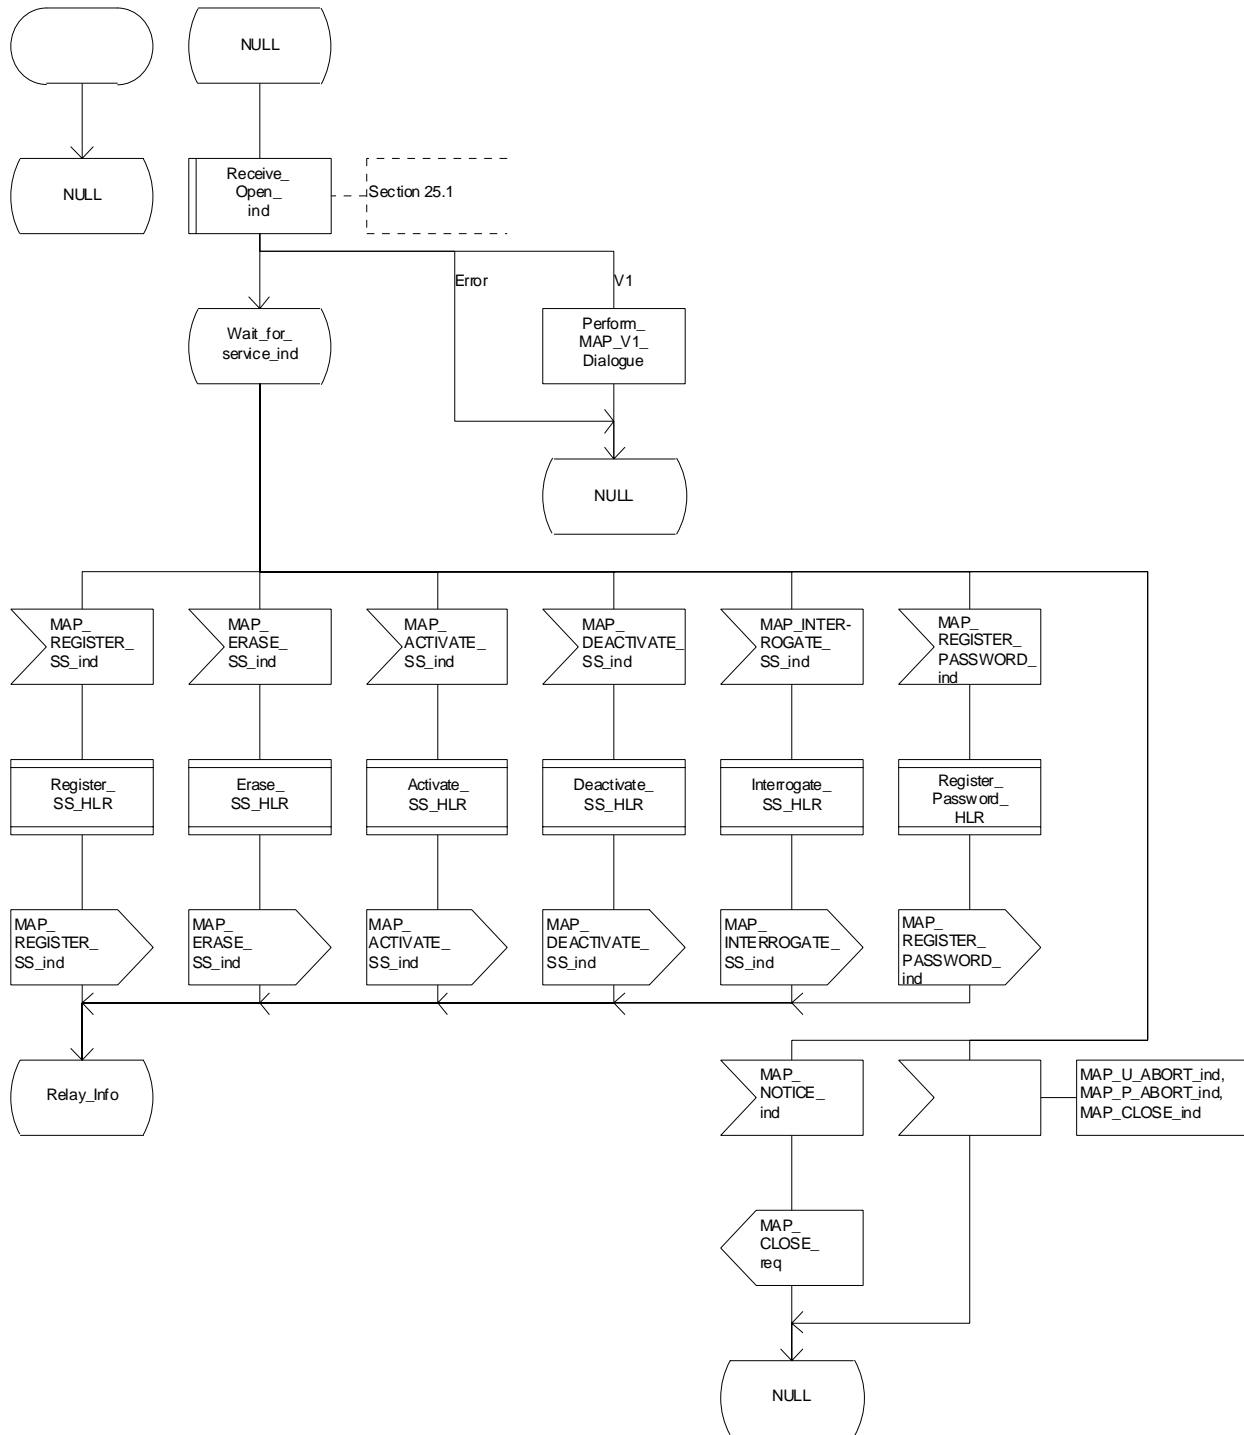 NULL
NULL
Receive_
Open_
ind
Section 25.1
Error
V1
Wait_for_
service_ind
Perform_
MAP_V1_
Dialogue
NULL
MAP_
REGISTER_
SS_ind
MAP_
ERASE_
SS_ind
MAP_
ACTIVATE_
SS_ind
MAP_
DEACTIVATE_
SS_ind
MAP_INTER-
ROGATE_
SS_ind
MAP_
REGISTER_
PASSWORD_
ind
Register_
SS_HLR
Erase_
SS_HLR
Activate_
SS_HLR
Deactivate_
SS_HLR
Interrogate_
SS_HLR
Register_
Password_
HLR
MAP_
REGISTER_
SS_ind
MAP_
ERASE_
SS_ind
MAP_
ACTIVATE_
SS_ind
MAP_
DEACTIVATE_
SS_ind
MAP_
INTERROGATE_
SS_ind
MAP_
REGISTER_
PASSWORD_
ind
Relay_Info
MAP_
NOTICE_
ind
MAP_U_ABORT_ind,
MAP_P_ABORT_ind,
MAP_CLOSE_ind
MAP_
CLOSE_
req
NULL